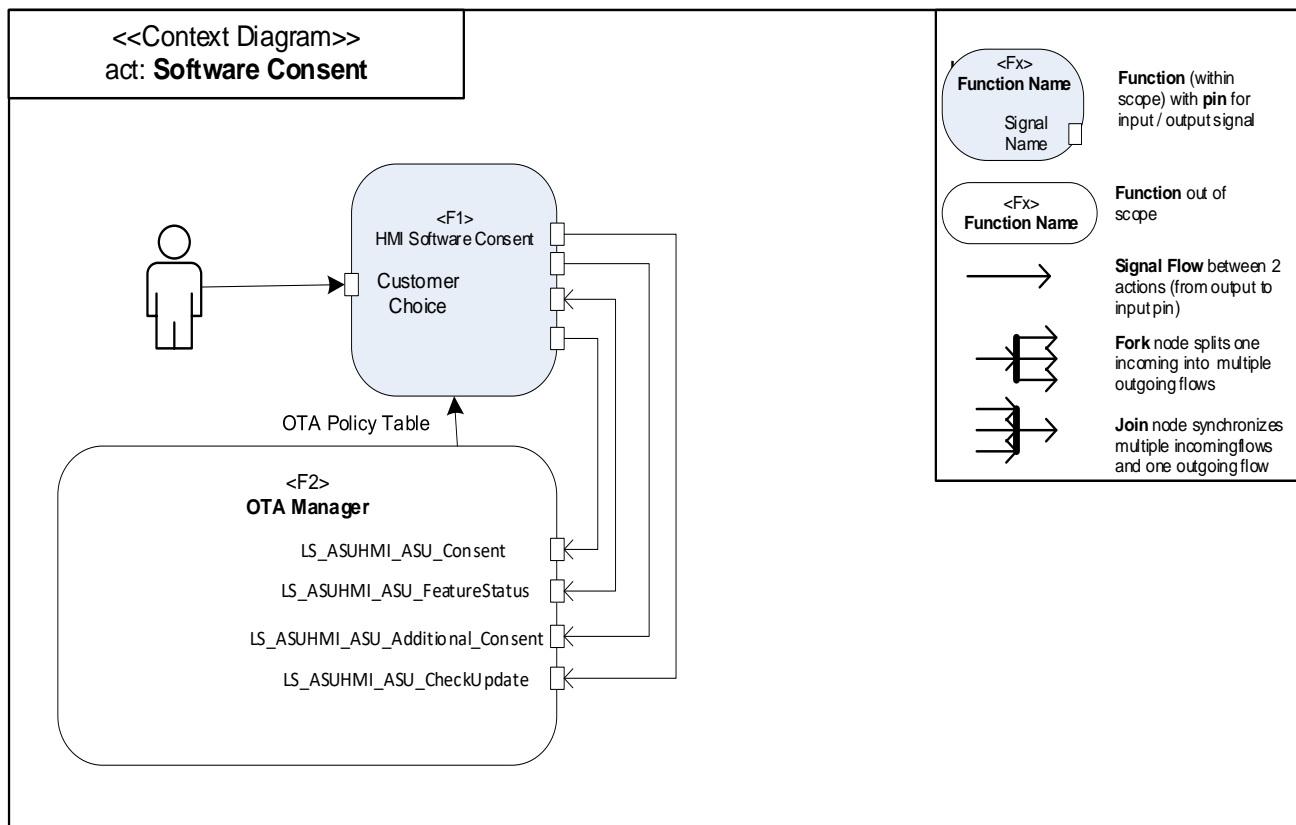 <<Context Diagram>>
act: Software Consent
<F1>
HMI Software Consent
Customer
Choice
OTA Policy Table
<F2>
OTA Manager
LS_ASUHMI_ASU_Consent
LS_ASUHMI_ASU_FeatureStatus
LS_ASUHMI_ASU_Additional_Consent
LS_ASUHMI_ASU_CheckUpdate
<Fx>
Function Name
Signal
Name
Function (within
scope) with pin for
input / output signal
<Fx>
Function Name
Function out of
scope
Signal Flow between 2
actions (from output to
input pin)
Fork node splits one
incoming into multiple
outgoing flows
Join node synchronizes
multiple incomingflows
and one outgoing flow